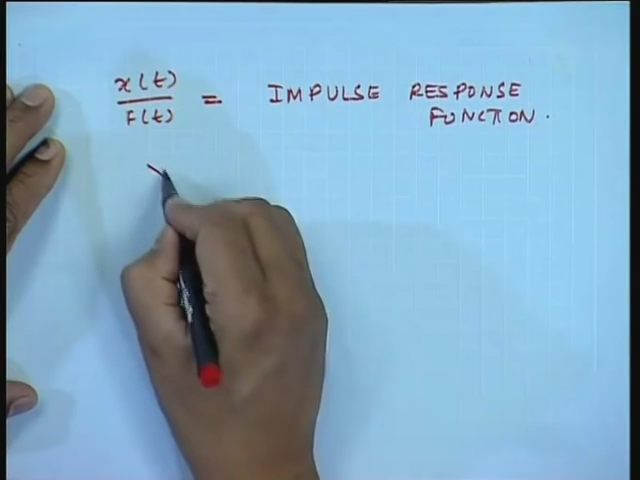 x(t)
F(t) = IMPULSE RESPONSE
FUNCTION.